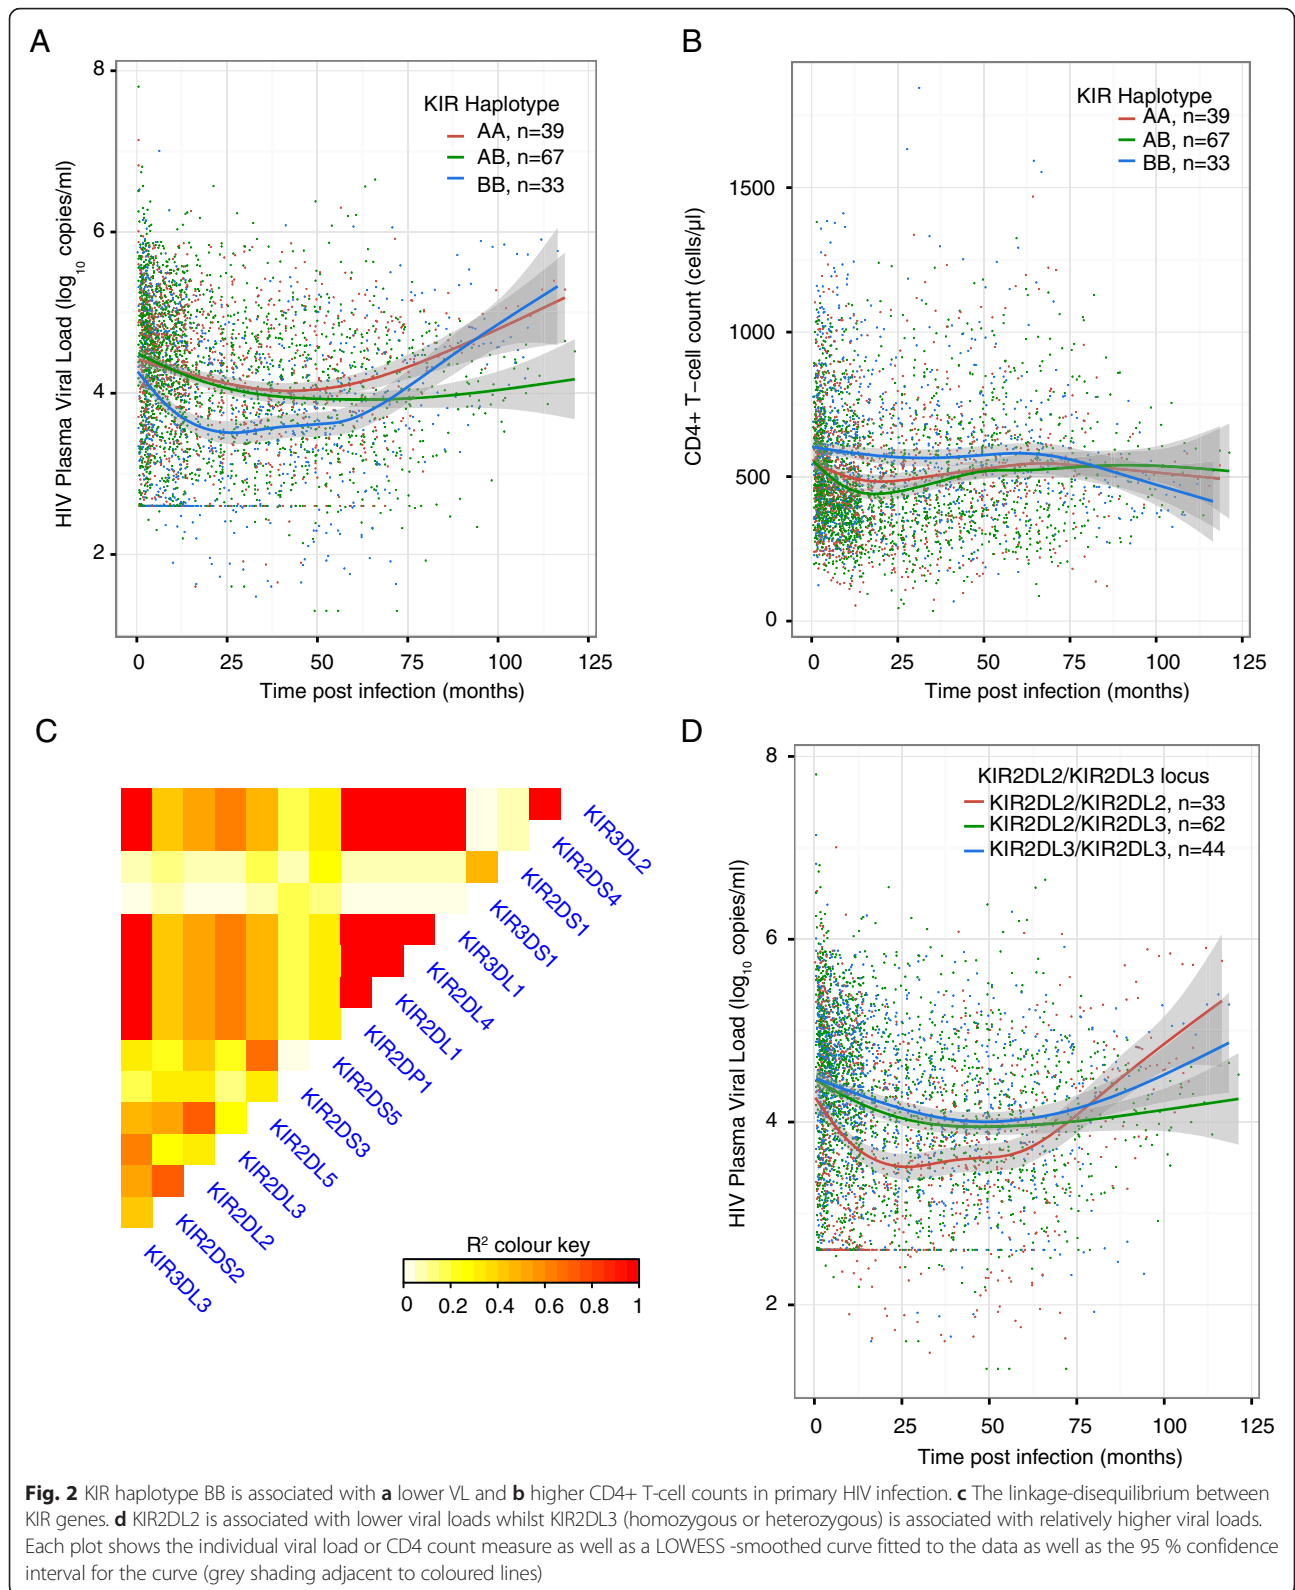 A
8
6
4
2
HIV Plasma Viral Load (log10 copies/ml)
KIR Haplotype
AA, n=39
AB, n=67
BB, n=33
0 25 50 75 100 125
Time post infection (months)
B
1500
1000
500
0
CD4+ T−cell count (cells/µl)
KIR Haplotype
AA, n=39
AB, n=67
BB, n=33
0 25 50 75 100 125
Time post infection (months)
C
KIR3DL2
KIR2DS4
KIR2DS1
KIR3DS1
KIR3DL1
KIR2DL4
KIR2DL1
KIR2DP1
KIR2DS5
KIR2DS3
KIR2DL5
KIR2DL3
KIR2DL2
KIR2DS2
KIR3DL3
R² colour key
0 0.2 0.4 0.6 0.8 1
D
8
6
4
2
HIV Plasma Viral Load (log10 copies/ml)
KIR2DL2/KIR2DL3 locus
KIR2DL2/KIR2DL2, n=33
KIR2DL2/KIR2DL3, n=62
KIR2DL3/KIR2DL3, n=44
0 25 50 75 100 125
Time post infection (months)
Fig. 2 KIR haplotype BB is associated with a lower VL and b higher CD4+ T-cell counts in primary HIV infection. c The linkage-disequilibrium between
KIR genes. d KIR2DL2 is associated with lower viral loads whilst KIR2DL3 (homozygous or heterozygous) is associated with relatively higher viral loads.
Each plot shows the individual viral load or CD4 count measure as well as a LOWESS -smoothed curve fitted to the data as well as the 95 % confidence
interval for the curve (grey shading adjacent to coloured lines)